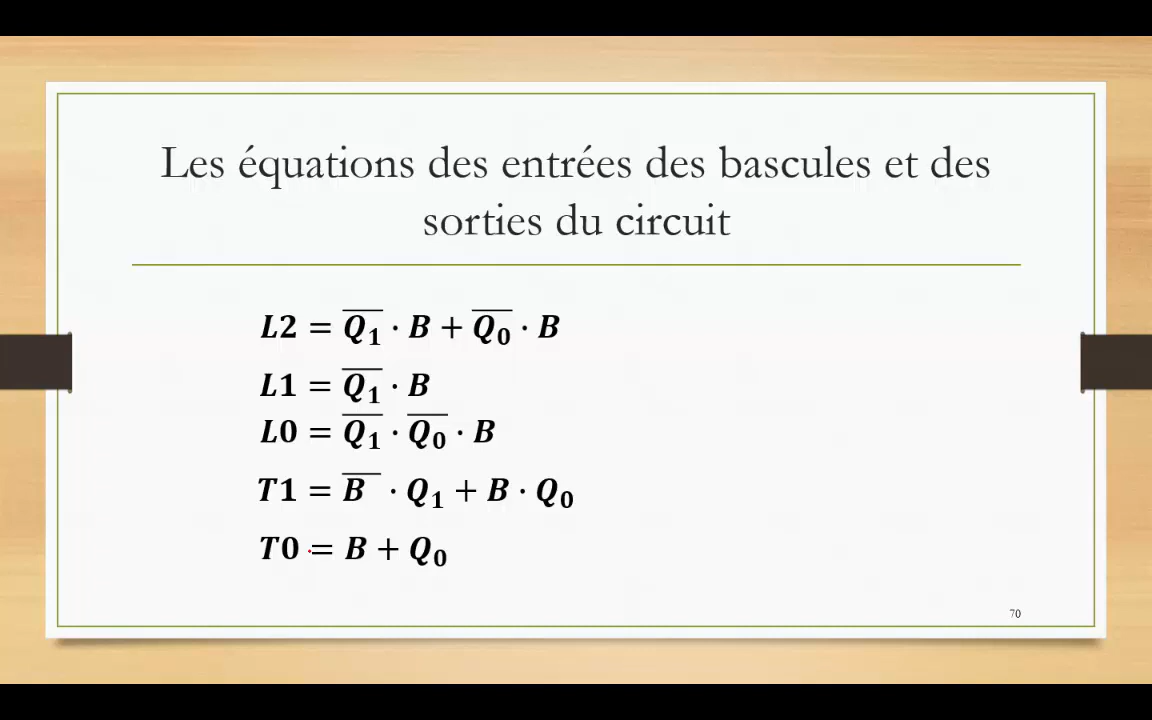 Les équations des entrées des bascules et des
sorties du circuit
L2 = Q̅₁ · B + Q̅₀ · B
L1 = Q̅₁ · B
L0 = Q̅₁ · Q̅₀ · B
T1 = B̅ · Q₁ + B · Q₀
T0 = B + Q₀
70